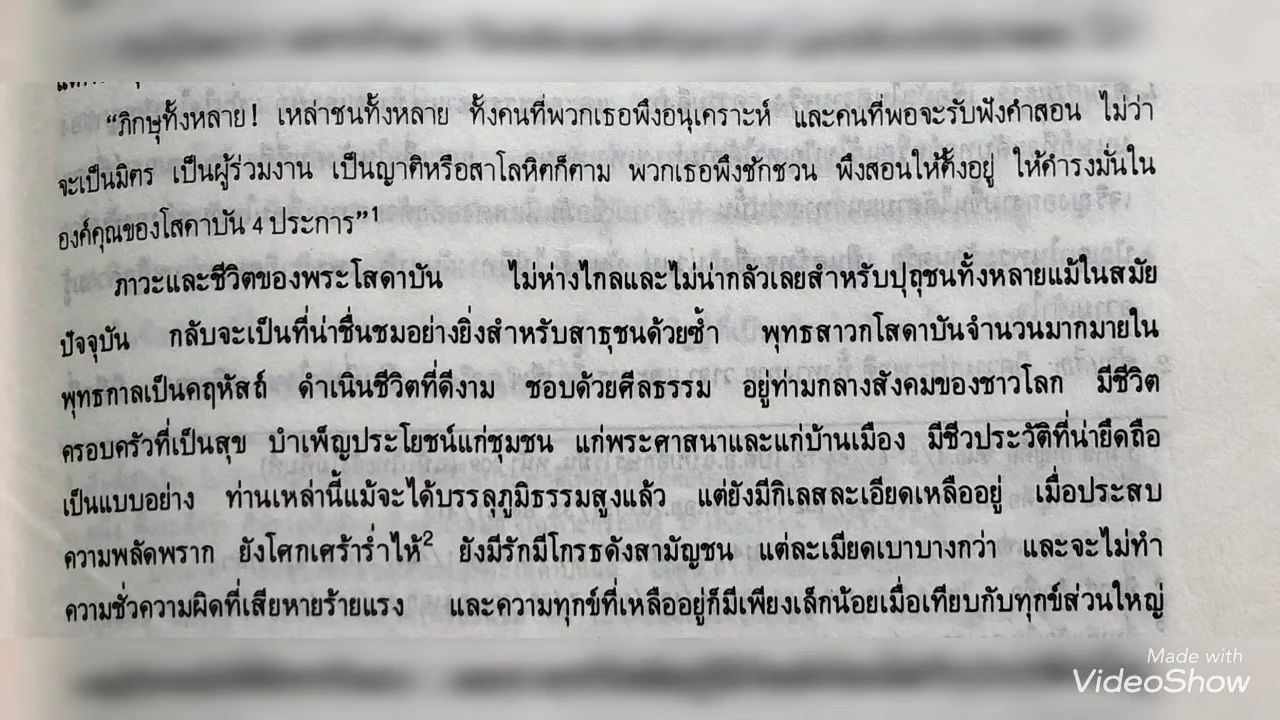 “ภิกษุทั้งหลาย! เหล่าชนทั้งหลาย ทั้งคนที่พวกเธอพึงอนุเคราะห์ และคนที่พอจะรับฟังคำสอน ไม่ว่า
จะเป็นมิตร เป็นผู้ร่วมงาน เป็นญาติหรือสาโลหิตก็ตาม พวกเธอพึงชักชวน พึงสอนให้ตั้งอยู่ ให้ดำรงมั่นใน
องค์คุณของโสดาบัน 4 ประการ”1
ภาวะและชีวิตของพระโสดาบัน ไม่ห่างไกลและไม่น่ากลัวเลยสำหรับปุถุชนทั้งหลายแม้ในสมัย
ปัจจุบัน กลับจะเป็นที่น่าชื่นชมอย่างยิ่งสำหรับสาธุชนด้วยซ้ำ พุทธสาวกโสดาบันจำนวนมากมายใน
พุทธกาลเป็นคฤหัสถ์ ดำเนินชีวิตที่ดีงาม ชอบด้วยศีลธรรม อยู่ท่ามกลางสังคมของชาวโลก มีชีวิต
ครอบครัวที่เป็นสุข บำเพ็ญประโยชน์แก่ชุมชน แก่พระศาสนาและแก่บ้านเมือง มีชีวประวัติที่น่ายึดถือ
เป็นแบบอย่าง ท่านเหล่านี้แม้จะได้บรรลุภูมิธรรมสูงแล้ว แต่ยังมีกิเลสละเอียดเหลืออยู่ เมื่อประสบ
ความพลัดพราก ยังโศกเศร้าร่ำไห้2 ยังมีรักมีโกรธดังสามัญชน แต่ละเมียดเบาบางกว่า และจะไม่ทำ
ความชั่วความผิดที่เสียหายร้ายแรง และความทุกข์ที่เหลืออยู่ก็มีเพียงเล็กน้อยเมื่อเทียบกับทุกข์ส่วนใหญ่
Made with
VideoShow